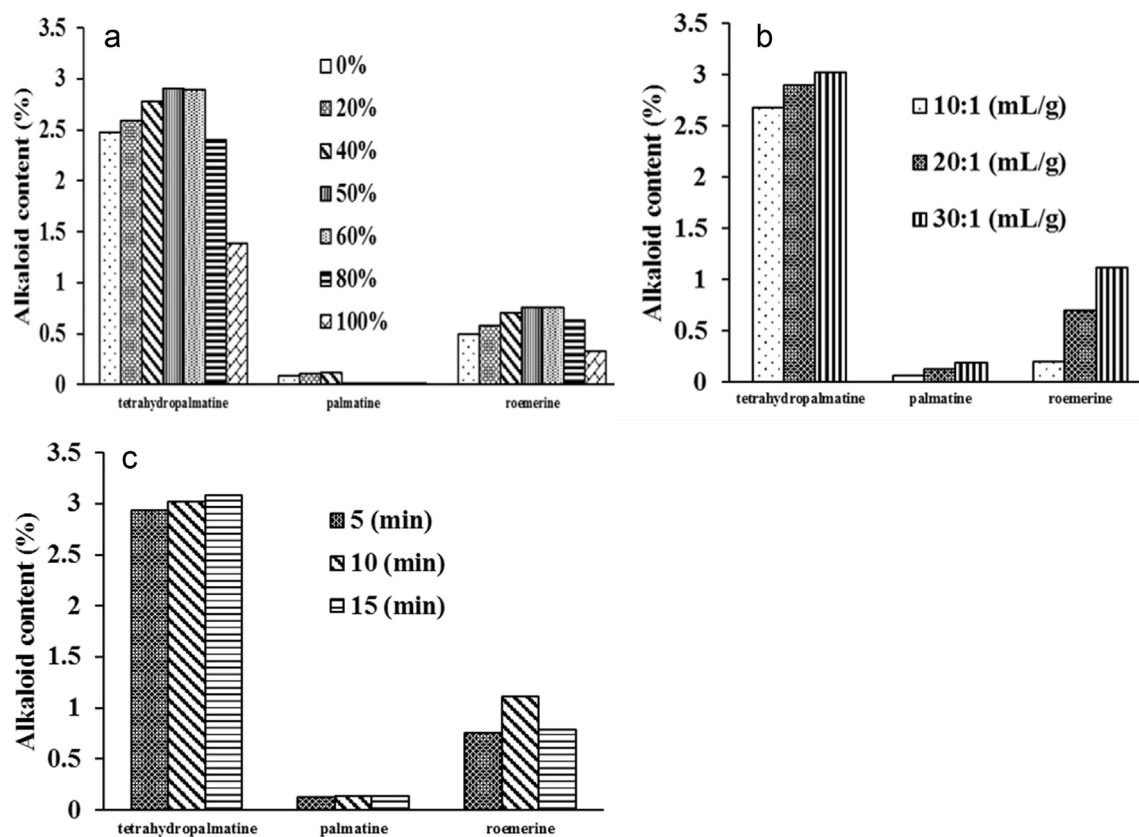 a
Alkaloid content (%)
3.5
3
2.5
2
1.5
1
0.5
0
0%
20%
40%
50%
60%
80%
100%
tetrahydropalmatine
palmatine
roemerine
b
Alkaloid content (%)
3.5
3
2.5
2
1.5
1
0.5
0
10:1 (mL/g)
20:1 (mL/g)
30:1 (mL/g)
tetrahydropalmatine
palmatine
roemerine
c
Alkaloid content (%)
3.5
3
2.5
2
1.5
1
0.5
0
5 (min)
10 (min)
15 (min)
tetrahydropalmatine
palmatine
roemerine